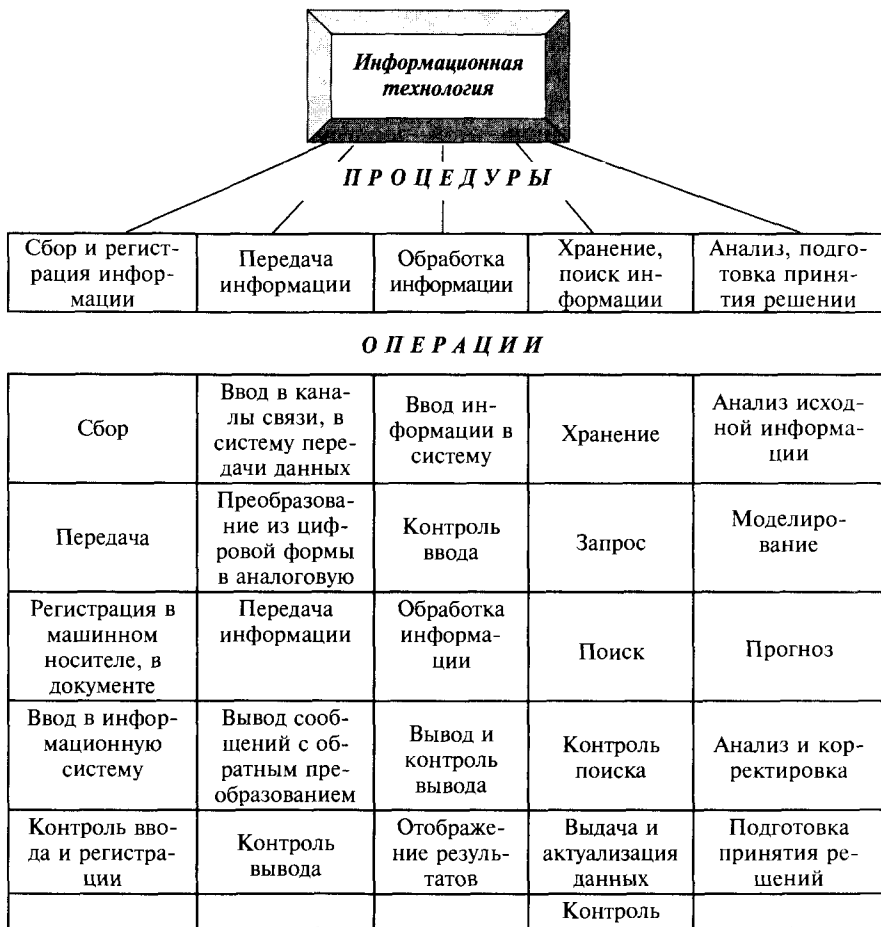 Информационная
технология
ПРОЦЕДУРЫ
Сбор и регист-
рация инфор-
мации
Передача
информации
Обработка
информации
Хранение,
поиск ин-
формации
Анализ, подго-
товка приня-
тия решении
ОПЕРАЦИИ
Сбор
Ввод в кана-
лы связи, в
систему пере-
дачи данных
Ввод ин-
формации в
систему
Хранение
Анализ исход-
ной информа-
ции
Передача
Преобразова-
ние из циф-
ровой формы
в аналоговую
Контроль
ввода
Запрос
Моделиро-
вание
Регистрация в
машинном
носителе, в
документе
Передача
информации
Обработка
информа-
ции
Поиск
Прогноз
Ввод в инфор-
мационную
систему
Вывод сооб-
щений с об-
ратным пре-
образованием
Вывод и
контроль
вывода
Контроль
поиска
Анализ и кор-
ректировка
Контроль вво-
да и регистра-
ции
Контроль
вывода
Отображе-
ние резуль-
татов
Выдача и
актуализация
данных
Подготовка
принятия ре-
шений
Контроль